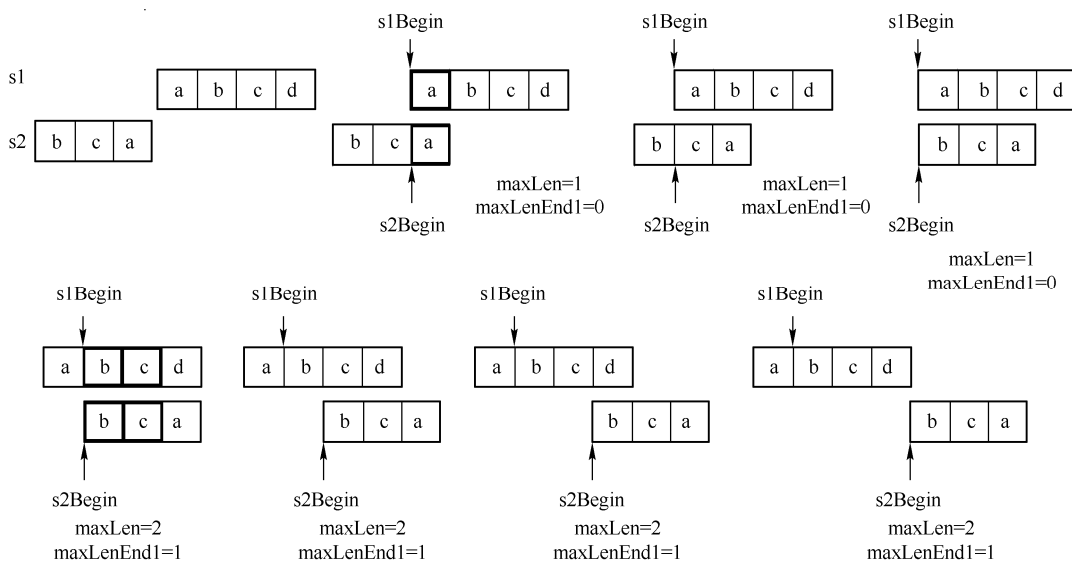 s1
a b c d
s2
b c a
s1Begin
a b c d
b c a
s2Begin
maxLen=1
maxLenEnd1=0
s1Begin
a b c d
b c a
s2Begin
maxLen=1
maxLenEnd1=0
s1Begin
a b c d
b c a
s2Begin
maxLen=1
maxLenEnd1=0
s1Begin
a b c d
b c a
s2Begin
maxLen=2
maxLenEnd1=1
s1Begin
a b c d
b c a
s2Begin
maxLen=2
maxLenEnd1=1
s1Begin
a b c d
b c a
s2Begin
maxLen=2
maxLenEnd1=1
s1Begin
a b c d
b c a
s2Begin
maxLen=2
maxLenEnd1=1